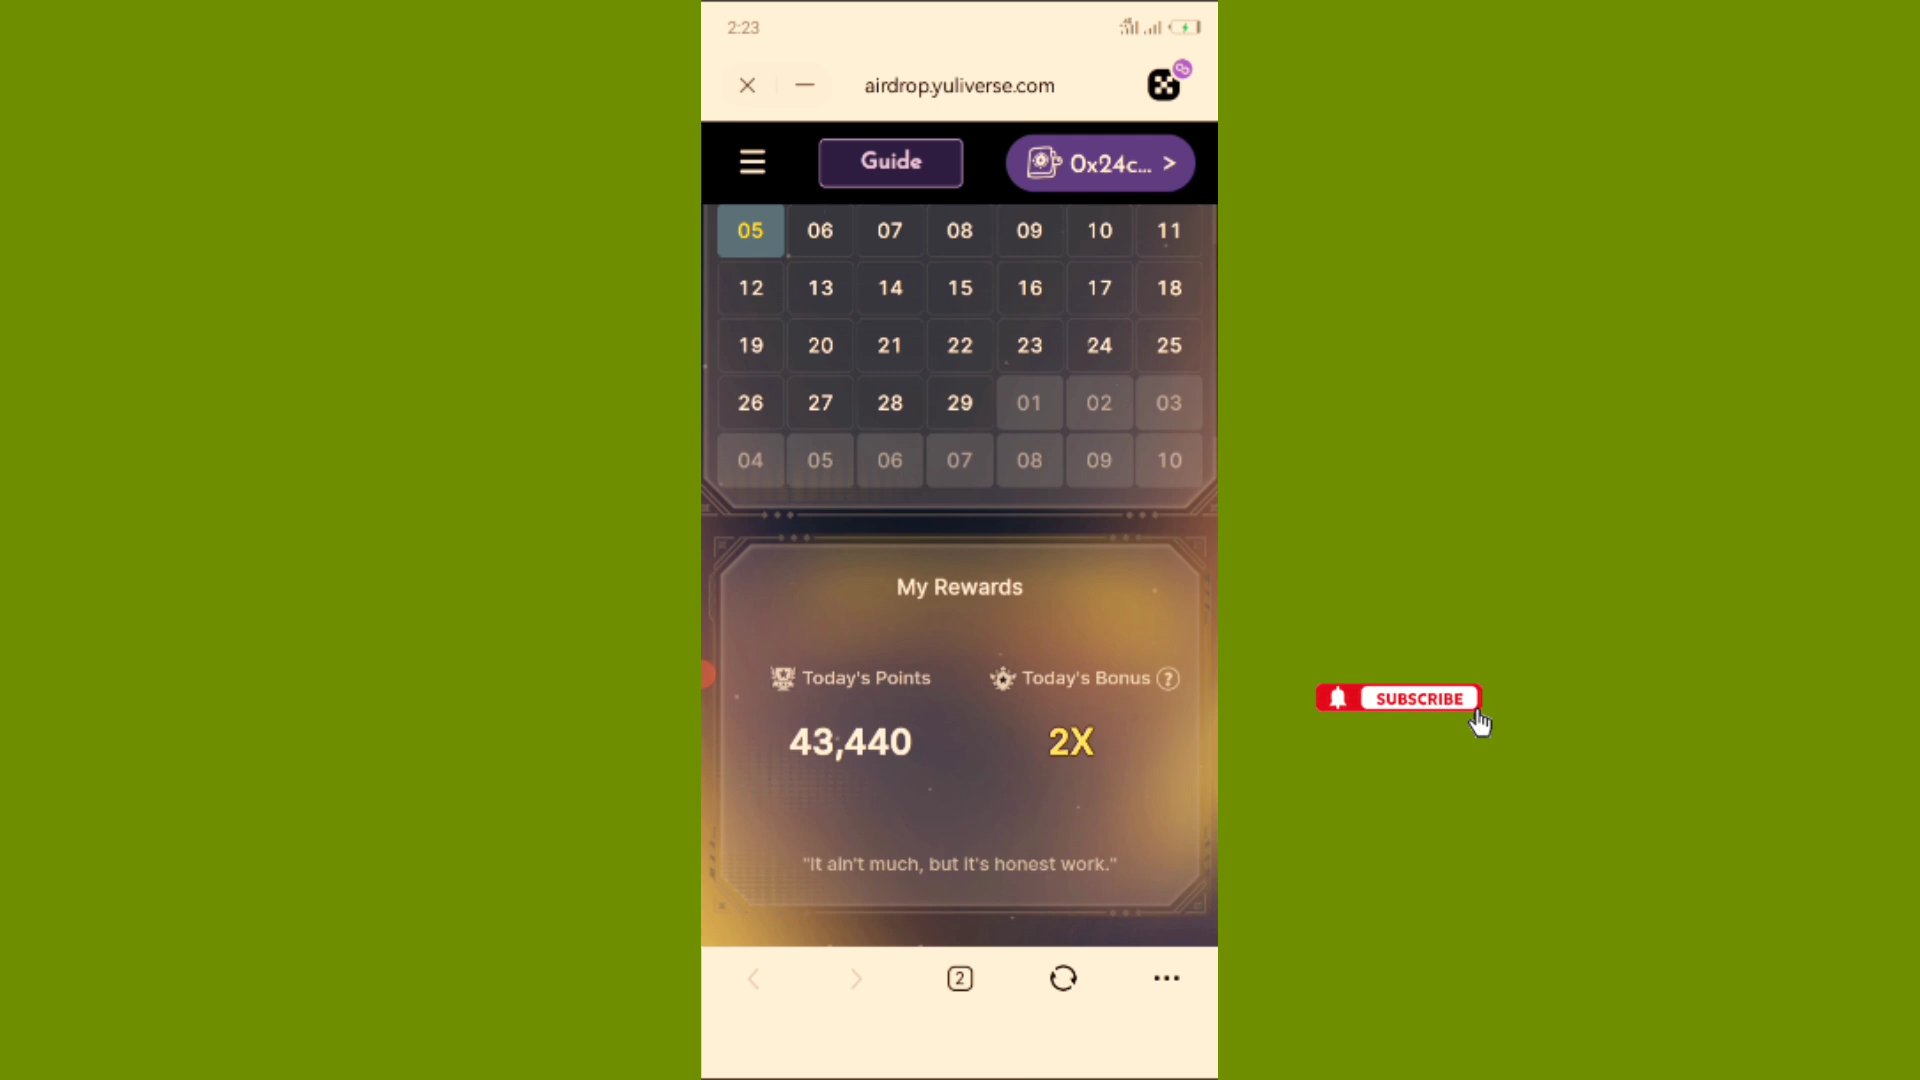 2:23
airdrop.yuliverse.com
Guide
0x24c... >
05 06 07 08 09 10 11
12 13 14 15 16 17 18
19 20 21 22 23 24 25
26 27 28 29 01 02 03
04 05 06 07 08 09 10
My Rewards
Today's Points Today's Bonus ?
43,440 2X
"It ain't much, but it's honest work."
SUBSCRIBE
2